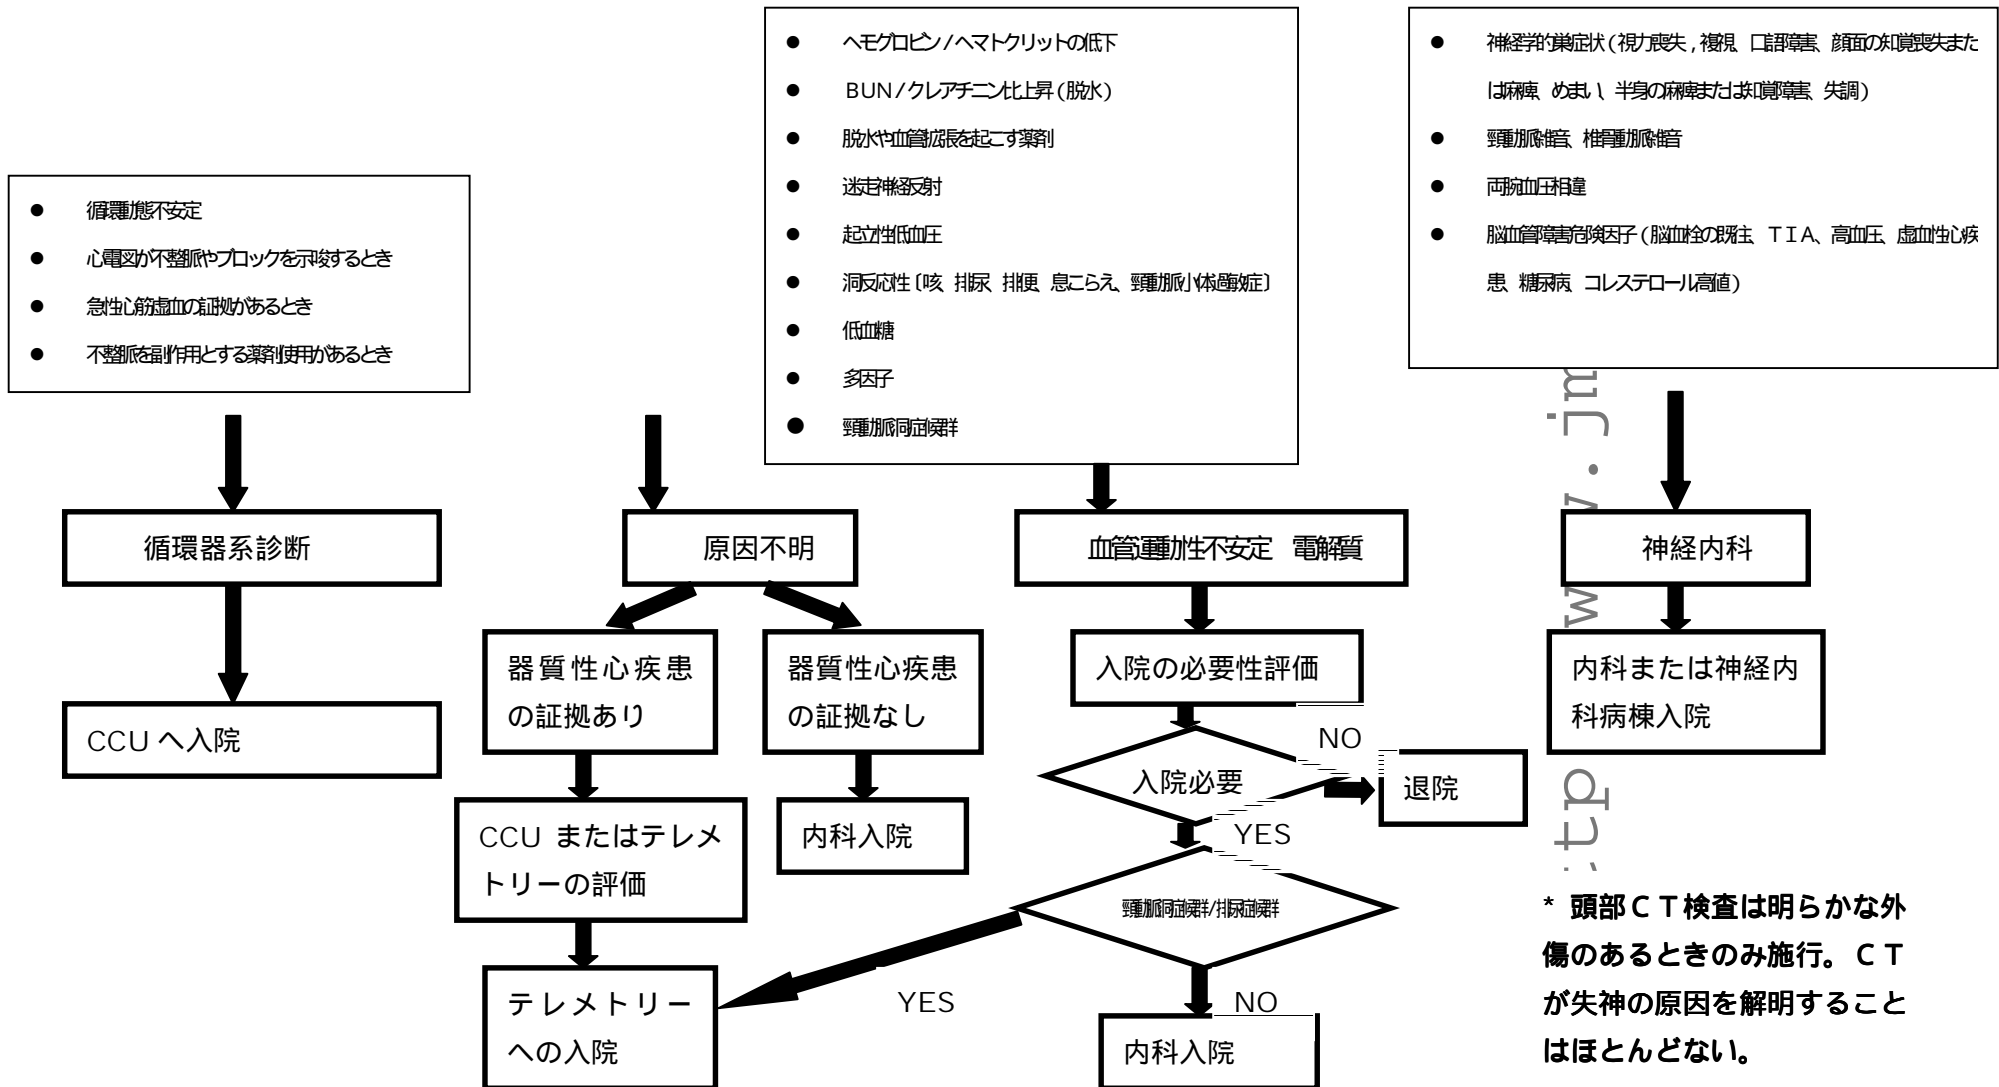 ● 循環動態不安定
● 心電図が不整脈やブロックを示唆するとき
● 急性心筋虚血の証拠があるとき
● 不整脈を副作用とする薬剤使用があるとき
● ヘモグロビン/ヘマトクリットの低下
● BUN/クレアチニン比上昇(脱水)
● 脱水や血管拡張を起こす薬剤
● 迷走神経反射
● 起立性低血圧
● 洞反応性〔咳、排尿、排便、息こらえ、頸動脈小体過敏症〕
● 低血糖
● 多因子
● 頸動脈洞症候群
● 神経学的巣症状(視力喪失,複視、口語障害、顔面の知覚喪失また
は麻痺、めまい、半身の麻痺または知覚障害、失調)
● 頸動脈雑音、椎骨動脈雑音
● 両腕血圧相違
● 脳血管障害危険因子(脳血栓の既往、TIA、高血圧、虚血性心疾
患、糖尿病、コレステロール高値)
循環器系診断
原因不明
血管運動性不安定 電解質
神経内科
CCU へ入院
器質性心疾患
の証拠あり
器質性心疾患
の証拠なし
入院の必要性評価
内科または神経内
科病棟入院
CCU またはテレメ
トリーの評価
内科入院
入院必要
NO
退院
YES
頸動脈洞症候群/排尿症候群
テレメトリー
への入院
YES
NO
内科入院
* 頭部CT検査は明らかな外
傷のあるときのみ施行。CT
が失神の原因を解明すること
はほとんどない。